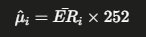 μ̂ᵢ = ĒRᵢ × 252